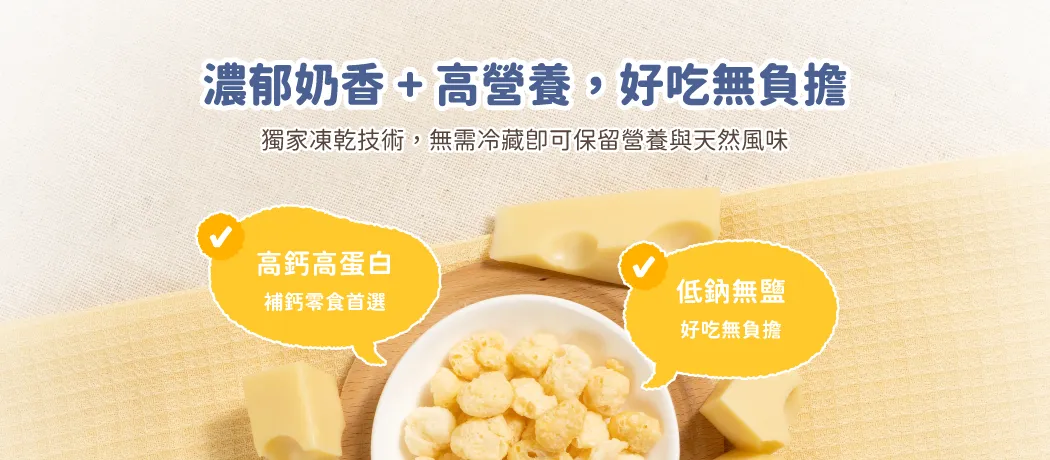 濃郁奶香 + 高營養，好吃無負擔
獨家凍乾技術，無需冷藏即可保留營養與天然風味
高鈣高蛋白
補鈣零食首選
低鈉無鹽
好吃無負擔